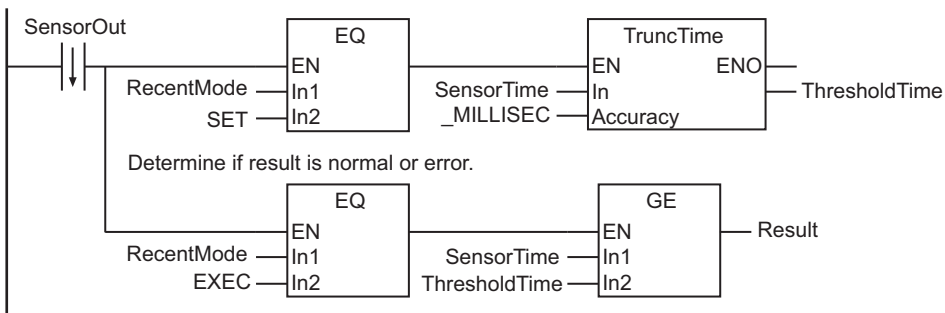 SensorOut
EQ
TruncTime
EN
EN ENO
RecentMode In1
SensorTime In
ThresholdTime
SET In2
_MILLISEC Accuracy
Determine if result is normal or error.
EQ
GE
EN
EN
Result
RecentMode In1
SensorTime In1
EXEC In2
ThresholdTime In2